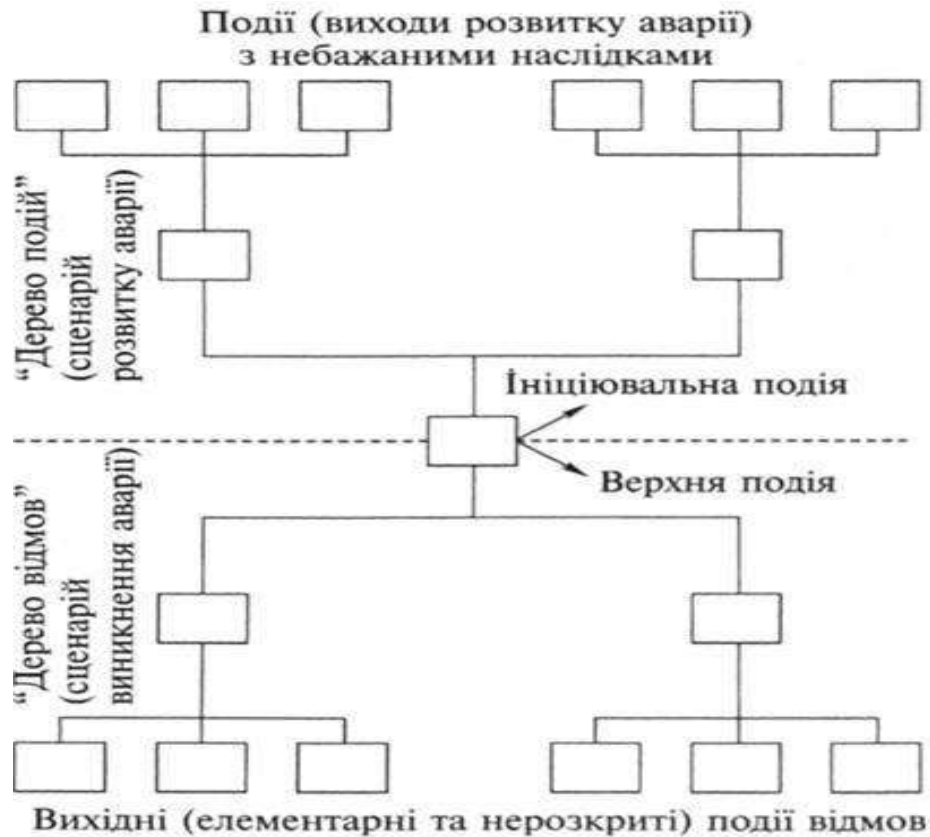 Події (виходи розвитку аварії)
з небажаними наслідками
“Дерево подій”
(сценарій
розвитку аварії)
Ініціювальна подія
Верхня подія
“Дерево відмов”
(сценарій
виникнення аварії)
Вихідні (елементарні та нерозкриті) події відмов